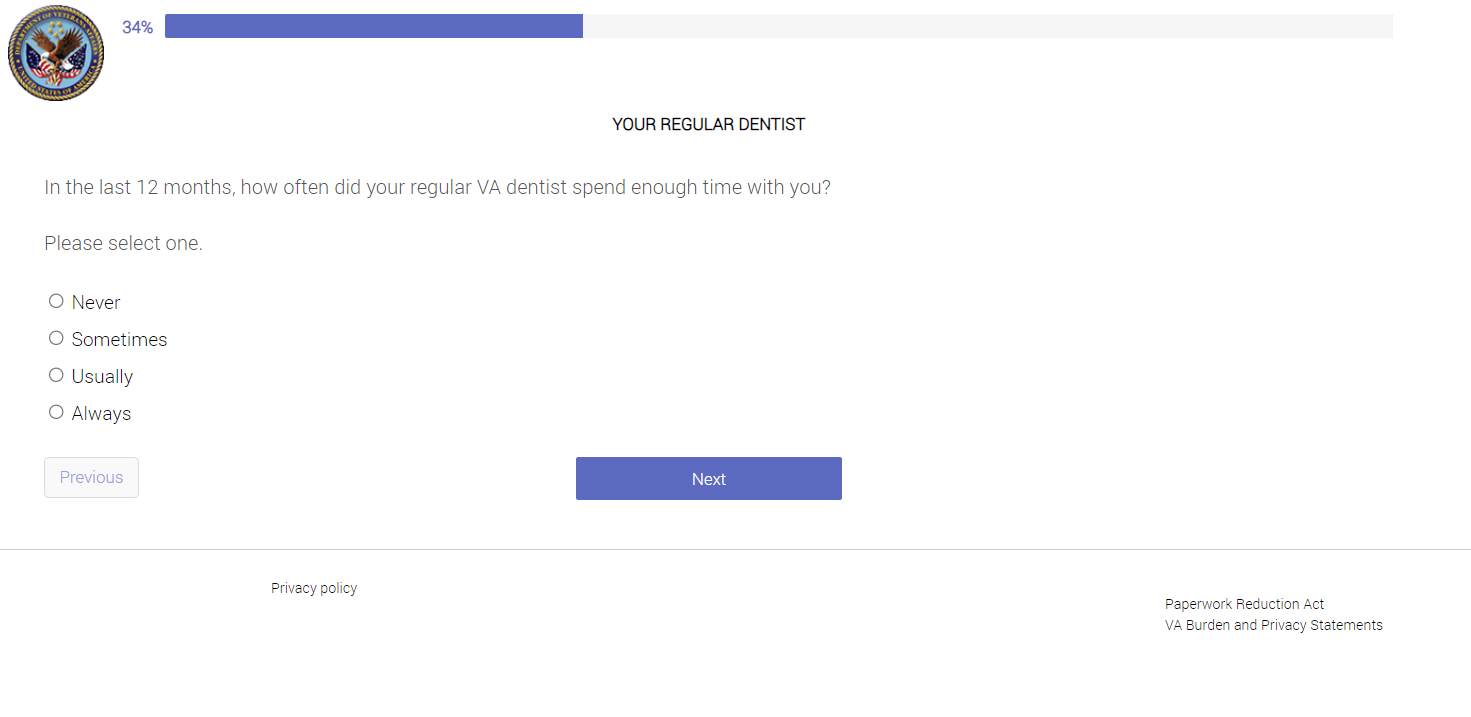 34%
YOUR REGULAR DENTIST
In the last 12 months, how often did your regular VA dentist spend enough time with you?
Please select one.
Never
Sometimes
Usually
Always
Previous
Next
Privacy policy
Paperwork Reduction Act
VA Burden and Privacy Statements